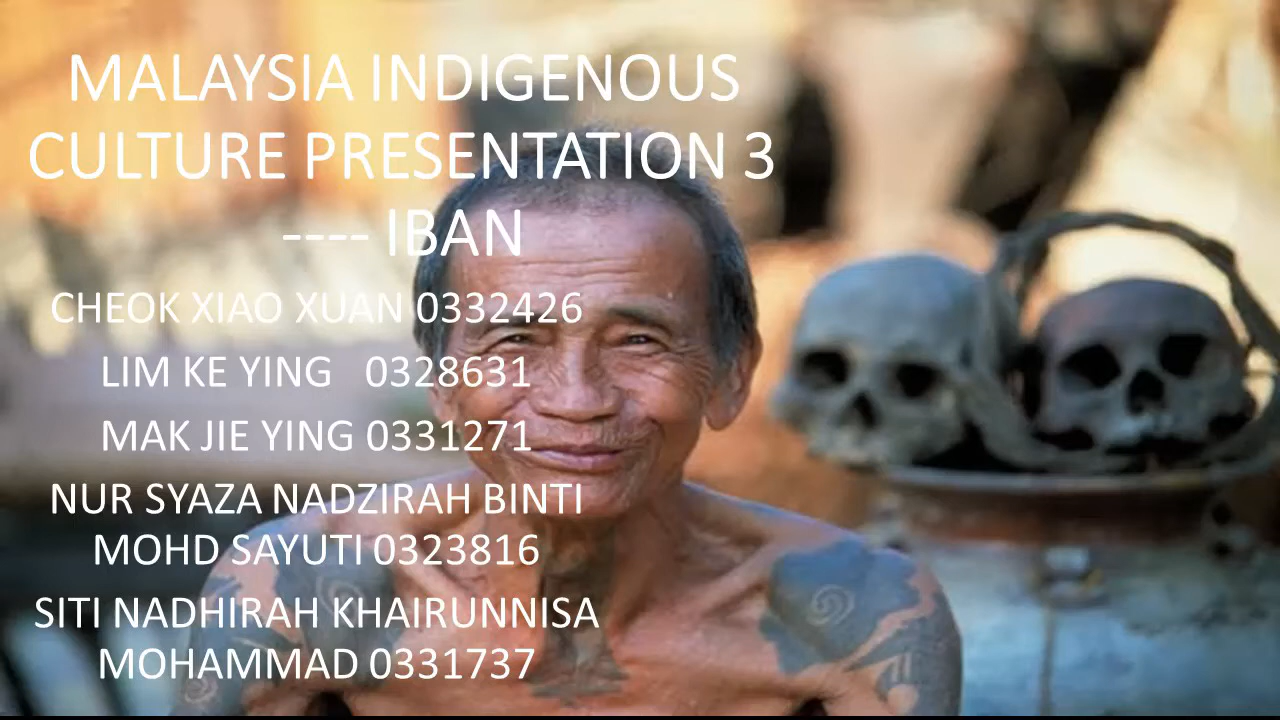 MALAYSIA INDIGENOUS
CULTURE PRESENTATION 3
---- IBAN
CHEOK XIAO XUAN 0332426
LIM KE YING 0328631
MAK JIE YING 0331271
NUR SYAZA NADZIRAH BINTI
MOHD SAYUTI 0323816
SITI NADHIRAH KHAIRUNNISA
MOHAMMAD 0331737